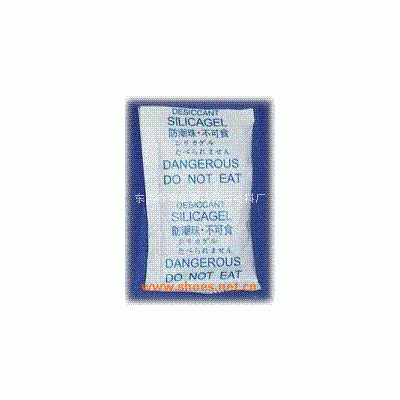 DESICCANT
SILICAGEL
防潮珠·不可食
シリカゲル
たべられません
DANGEROUS
DO NOT EAT
DESICCANT
SILICAGEL
防潮珠·不可食
シリカゲル
たべられません
DANGEROUS
DO NOT EAT
www.shoes.net.cn